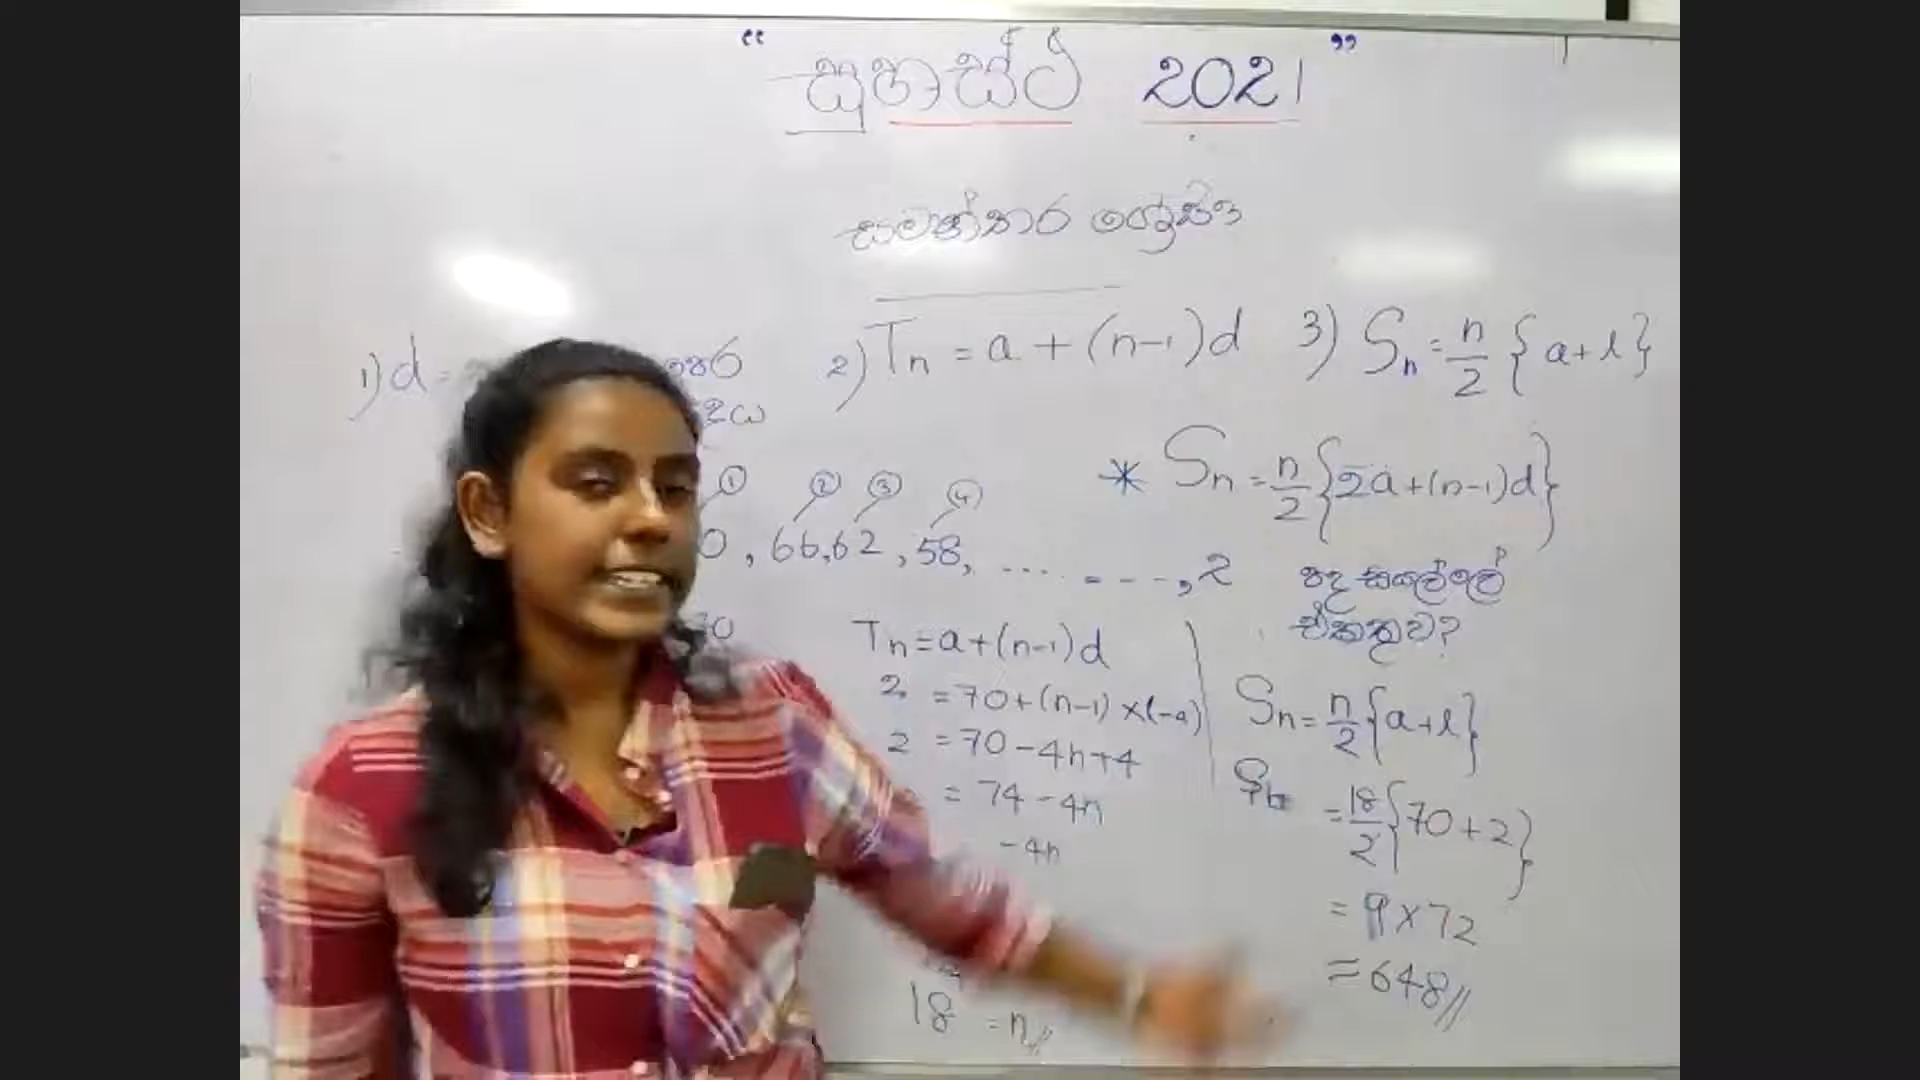 " සුභාස්ථ 2021 "
සමාන්තර ශ්‍රේඪි
1) d =
පෙර
2) Tn = a + (n-1)d
3) Sn = n/2 {a+l}
* Sn = n/2 {2a+(n-1)d}
① ② ③ ④
0, 66, 62, 58, ........, 2
පද සියල්ලේ
එකතුව?
Tn = a+(n-1)d
2 = 70+(n-1)×(-4)
2 = 70-4n+4
= 74-4n
-4n
18 = n//
Sn = n/2 {a+l}
= 18/2 {70+2}
= 9×72
= 648//